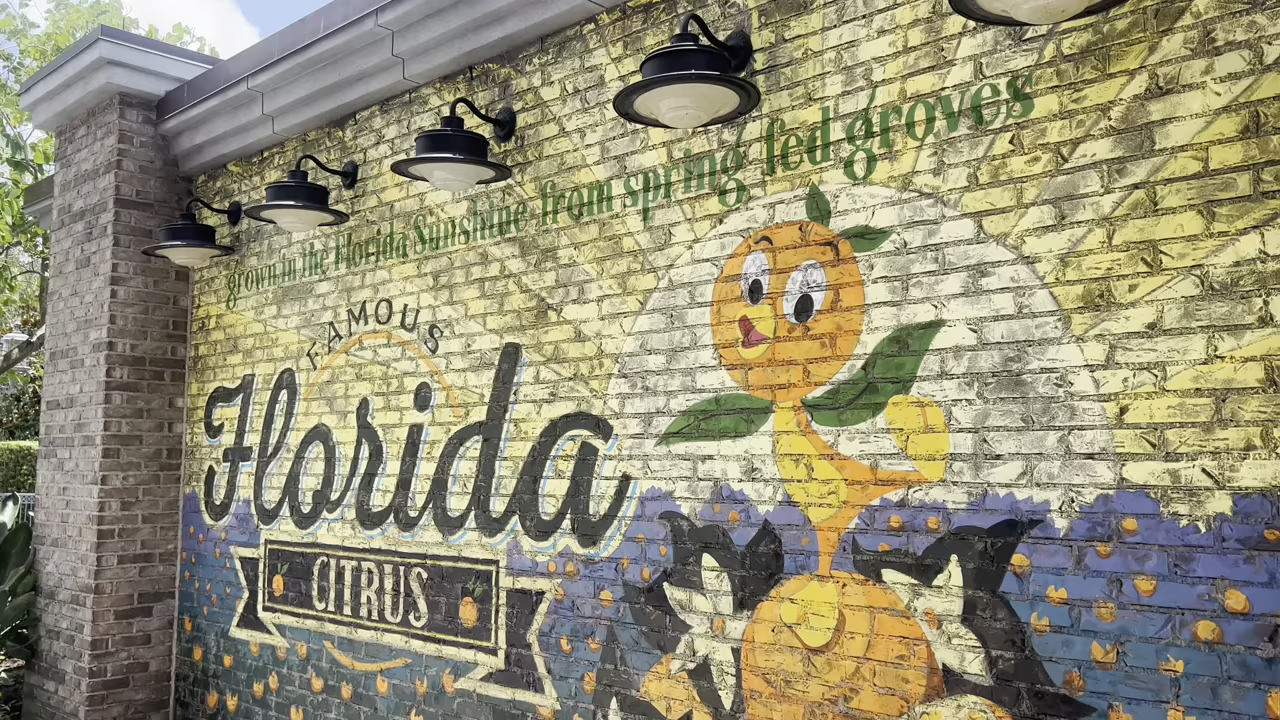 grown in the Florida Sunshine from spring fed groves
FAMOUS
Florida
CITRUS